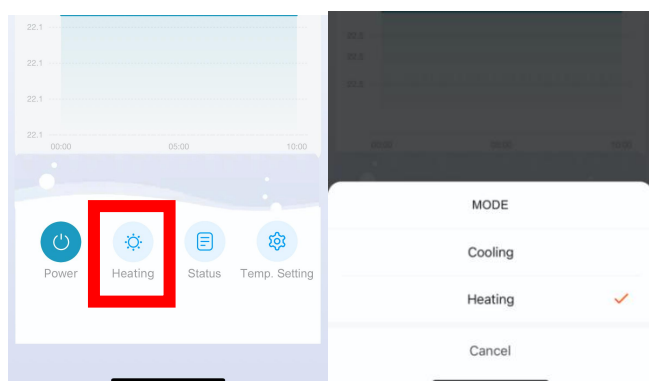 22.1
22.1
22.1
22.1
00:00 05:00 10:00
Power Heating Status Temp. Setting
MODE
Cooling
Heating
Cancel